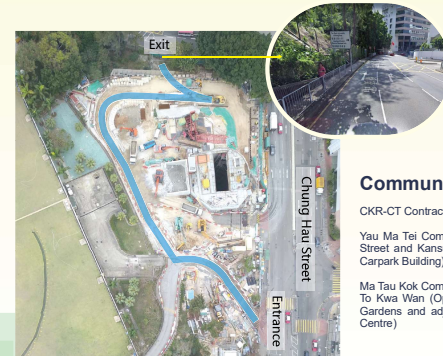 Exit
Chung Hau Street
Entrance
Commun
CKR-CT Contrac
Yau Ma Tei Com
Street and Kans
Carpark Building)
Ma Tau Kok Com
To Kwa Wan (Op
Gardens and ad
Centre)